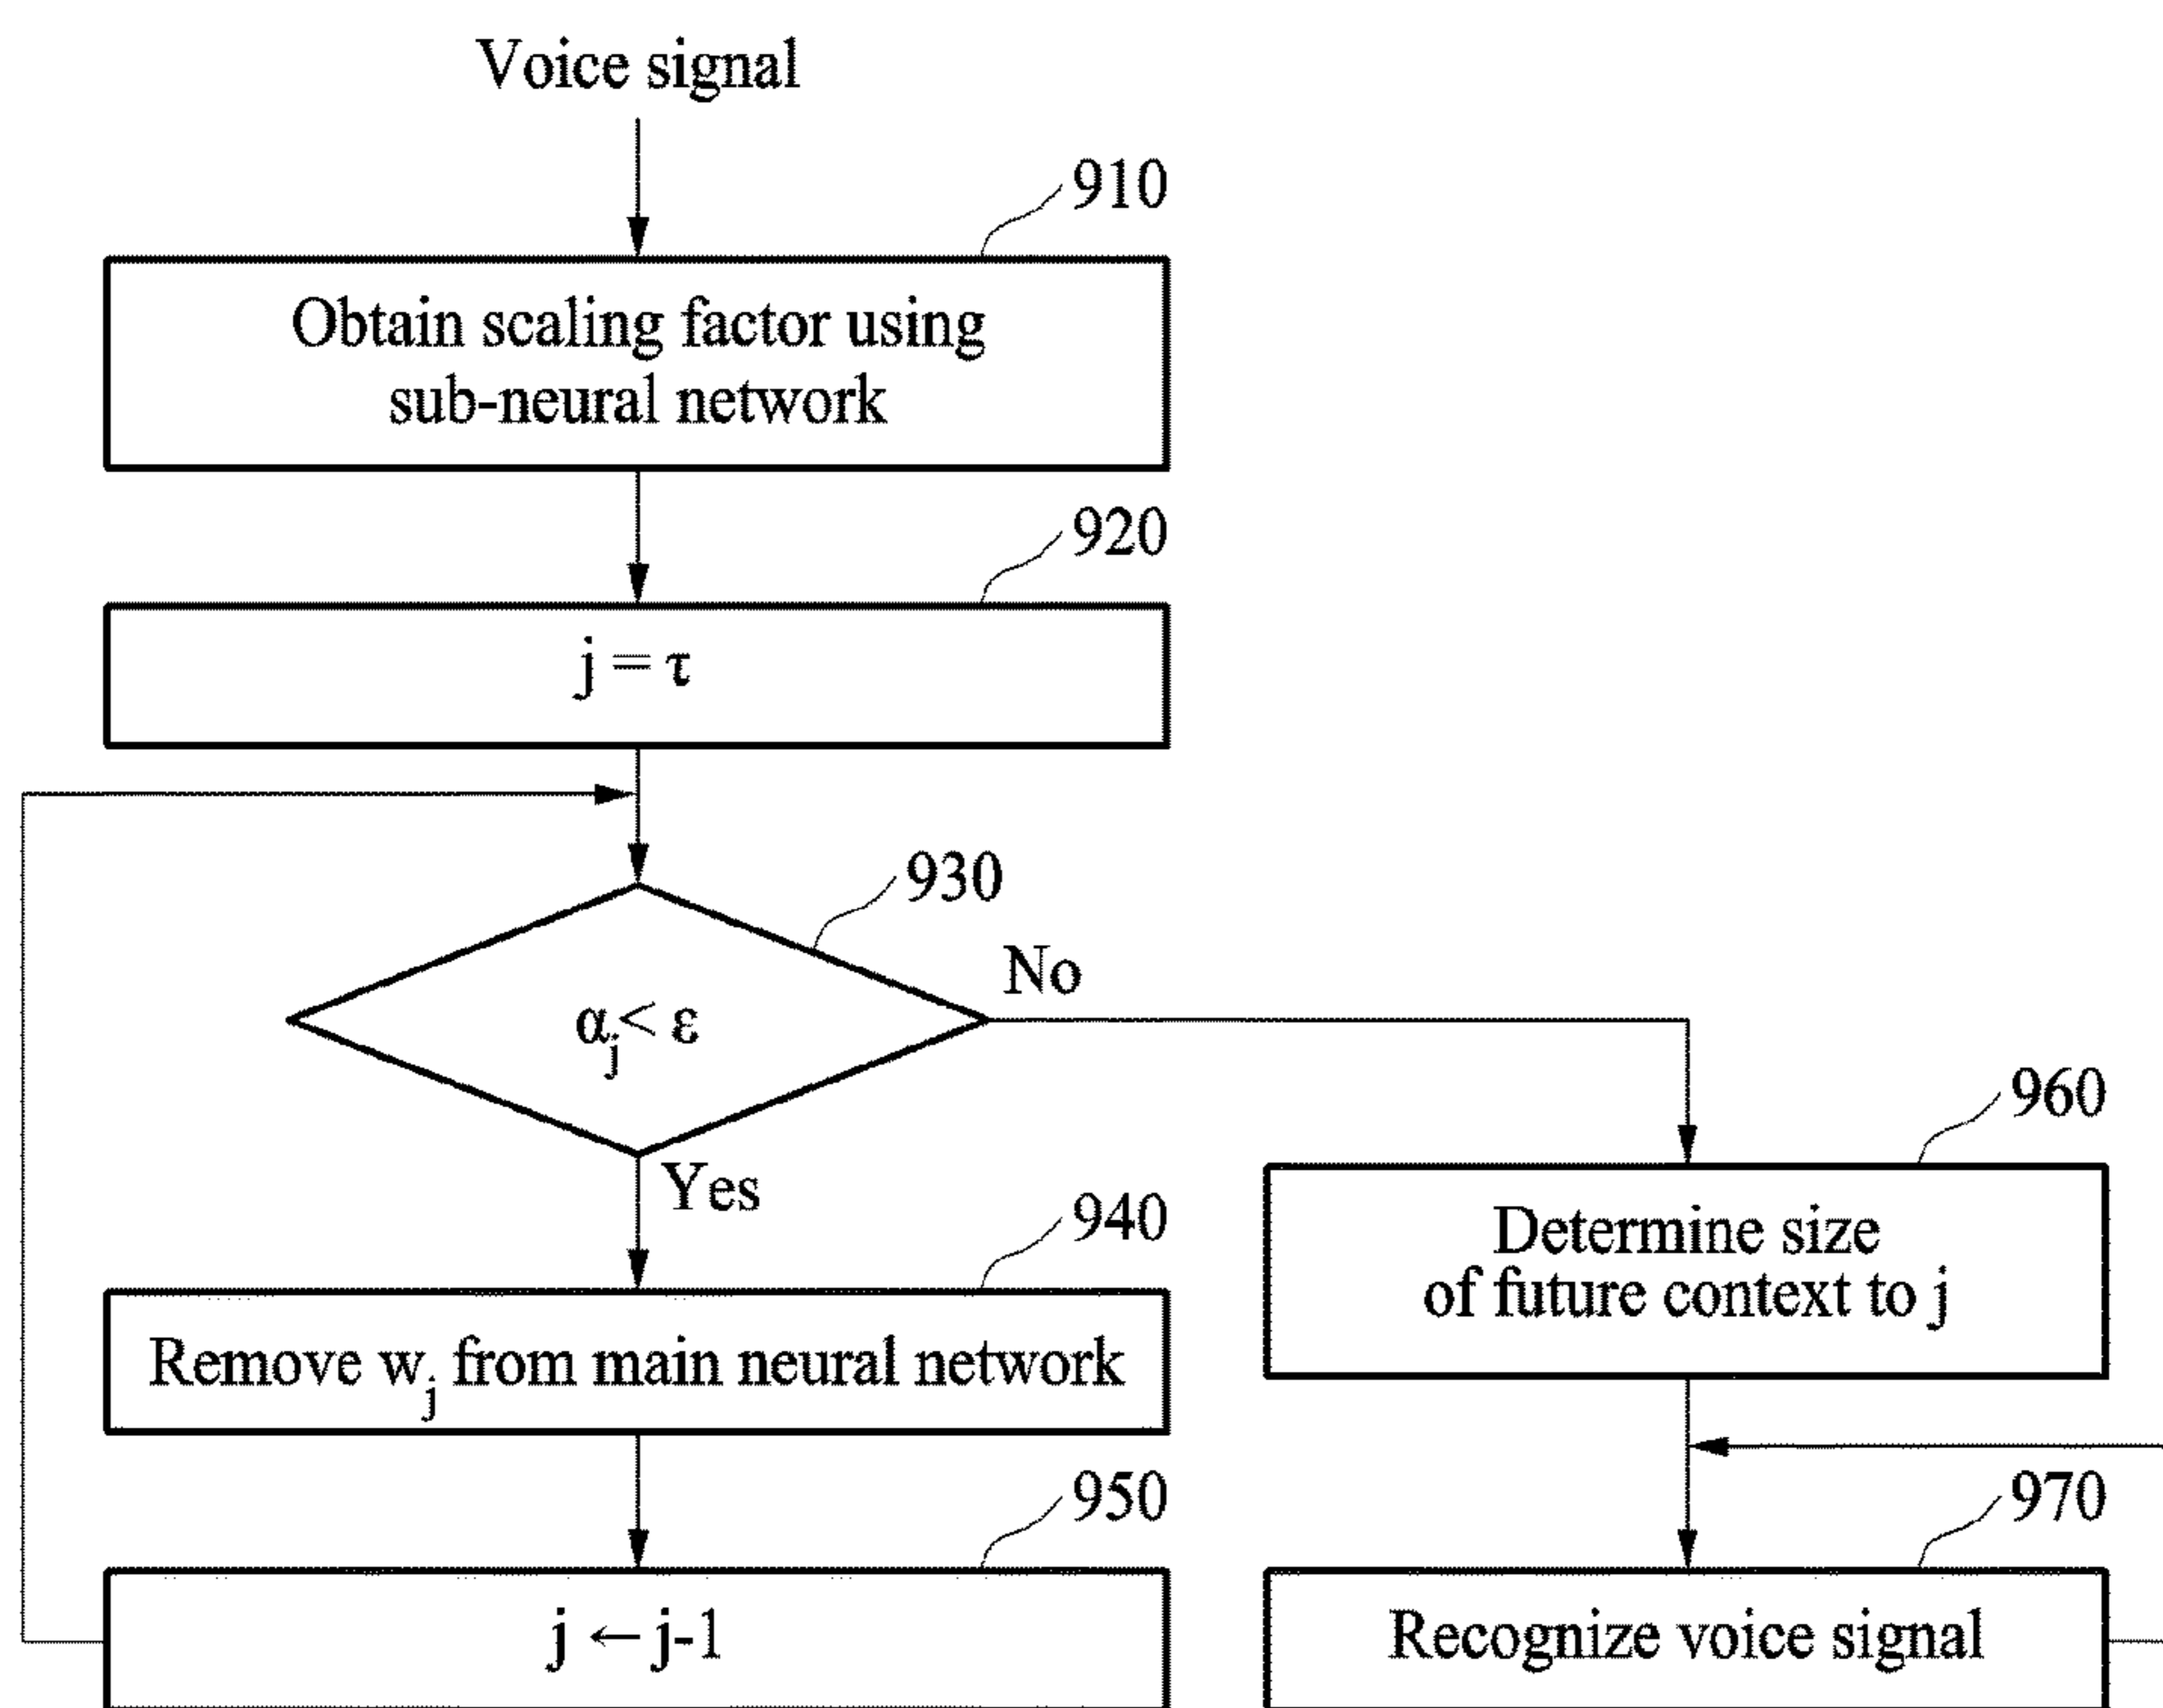 Voice signal
910
Obtain scaling factor using
sub-neural network
920
j = τ
930
αj < ε
No
Yes
940
Remove wj from main neural network
950
j ← j-1
960
Determine size
of future context to j
970
Recognize voice signal